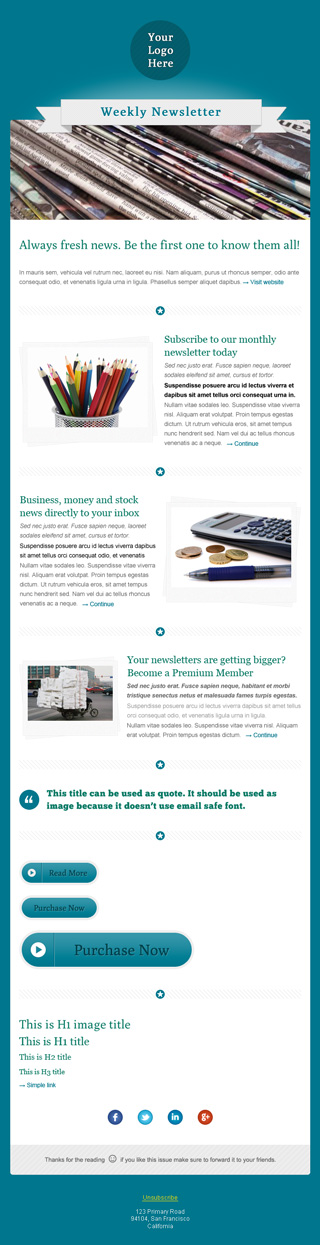 Your
Logo
Here
Weekly Newsletter
Always fresh news. Be the first one to know them all!
In mauris sem, vehicula vel rutrum nec, laoreet eu nisi. Nam aliquam, purus ut rhoncus semper, odio ante
consequat odio, et venenatis ligula urna in ligula. Phasellus semper aliquet dapibus. → Visit website
Subscribe to our monthly
newsletter today
Sed nec justo erat. Fusce sapien neque, laoreet
sodales eleifend sit amet, cursus et tortor.
Suspendisse posuere arcu id lectus viverra et
dapibus sit amet tellus orci consequat urna in.
Nullam vitae sodales leo. Suspendisse vitae viverra
nisl. Aliquam erat volutpat. Proin tempus egestas
dictum. Ut rutrum vehicula eros, sit amet tempus
nunc hendrerit sed. Nam vel dui ac tellus rhoncus
venenatis ac a neque. → Continue
Business, money and stock
news directly to your inbox
Sed nec justo erat. Fusce sapien neque, laoreet
sodales eleifend sit amet, cursus et tortor
Suspendisse posuere arcu id lectus viverra dapibus
sit amet tellus orci consequat odio, et venenatis
Nullam vitae sodales leo. Suspendisse vitae viverra
nisl. Aliquam erat volutpat. Proin tempus egestas
dictum. Ut rutrum vehicula eros, sit amet tempus
nunc hendrerit sed. Nam vel dui ac tellus rhoncus
venenatis ac a neque. → Continue
Your newsletters are getting bigger?
Become a Premium Member
Sed nec justo erat. Fusce sapien neque, habitant et morbi
tristique senectus netus et malesuada fames turpis egestas.
Suspendisse posuere arcu id lectus viverra dapibus sit amet tellus
orci consequat odio, et venenatis ligula urna in ligula.
Nullam vitae sodales leo. Suspendisse vitae viverra nisl. Aliquam
erat volutpat. Proin tempus egestas dictum. → Continue
This title can be used as quote. It should be used as
image because it doesn't use email safe font.
Read More
Purchase Now
Purchase Now
This is H1 image title
This is H1 title
This is H2 title
This is H3 title
→ Simple link
Thanks for the reading ☺ if you like this issue make sure to forward it to your friends.
Unsubscribe
123 Primary Road
94104, San Francisco
California